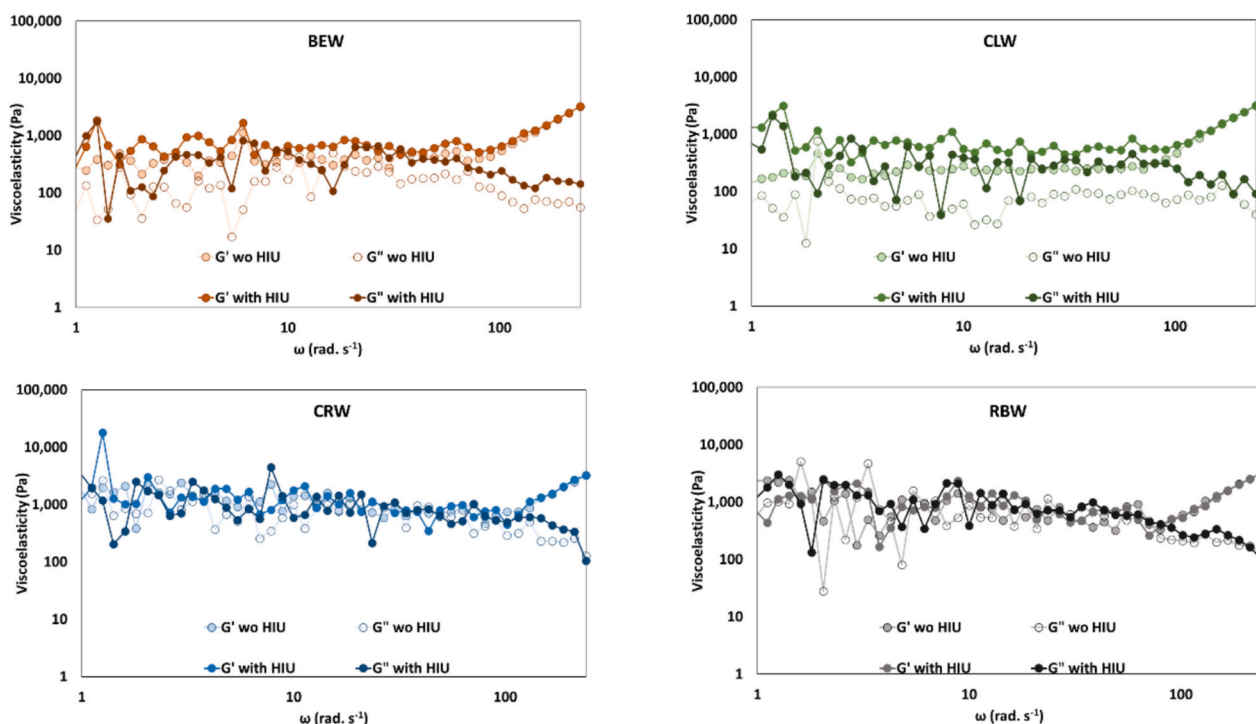 BEW
Viscoelasticity (Pa)
100,000
10,000
1,000
100
10
1
G' wo HIU
G" wo HIU
G' with HIU
G" with HIU
1
10
100
ω (rad. s⁻¹)
CLW
Viscoelasticity (Pa)
100,000
10,000
1,000
100
10
1
G' wo HIU
G" wo HIU
G' with HIU
G" with HIU
1
10
100
ω (rad. s⁻¹)
CRW
Viscoelasticity (Pa)
100,000
10,000
1,000
100
10
1
G' wo HIU
G" wo HIU
G' with HIU
G" with HIU
1
10
100
ω (rad. s⁻¹)
RBW
Viscoelasticity (Pa)
100,000
10,000
1,000
100
10
1
G' wo HIU
G" wo HIU
G' with HIU
G" with HIU
1
10
100
ω (rad. s⁻¹)